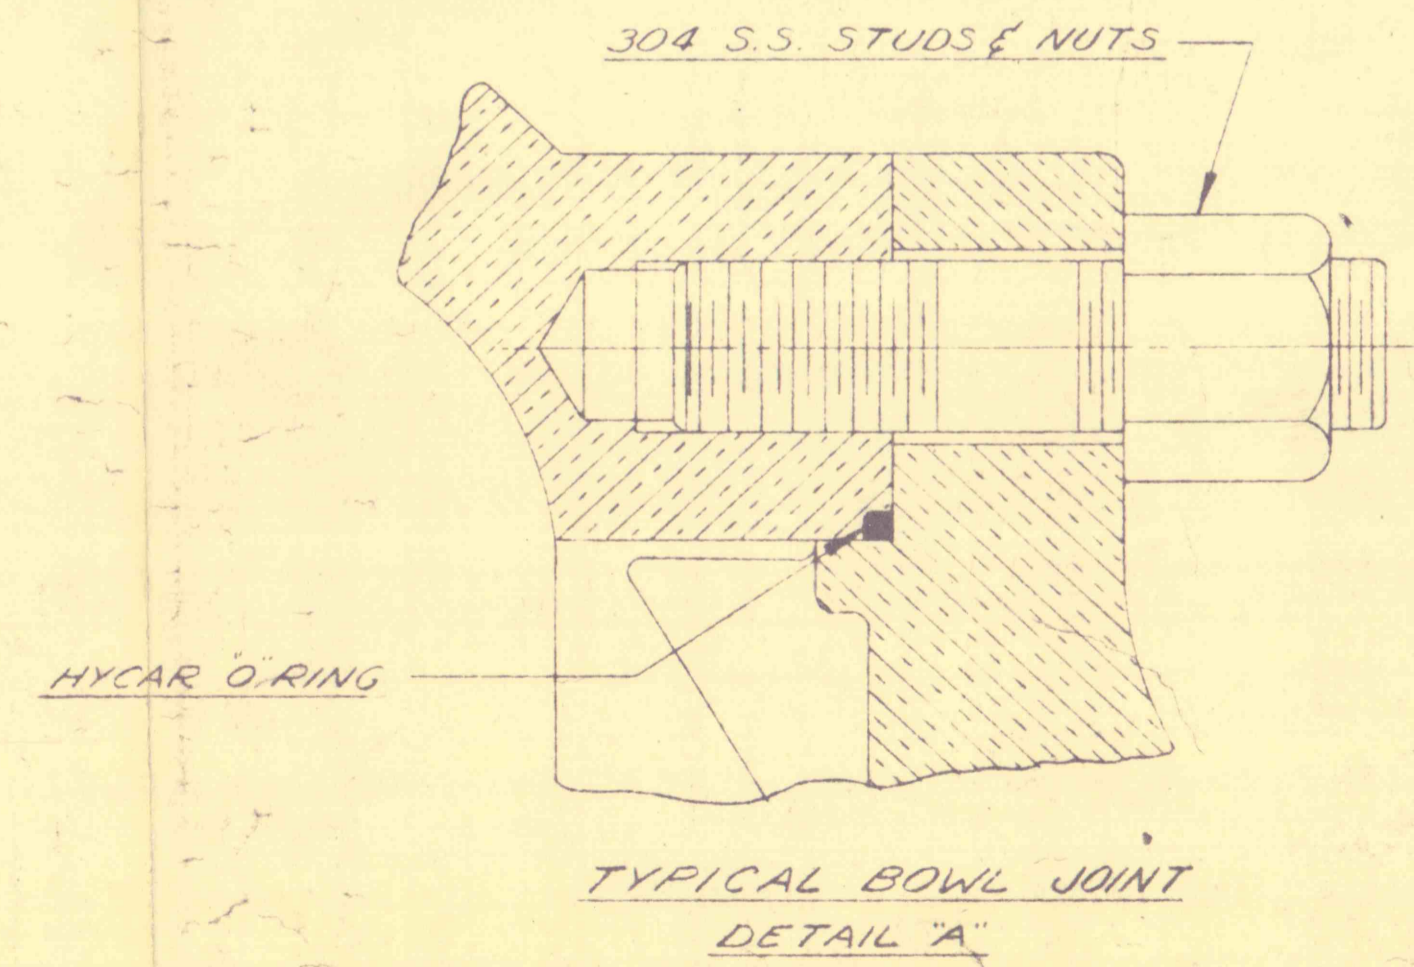 304 S.S. STUDS & NUTS
HYCAR "O" RING
TYPICAL BOWL JOINT
DETAIL "A"